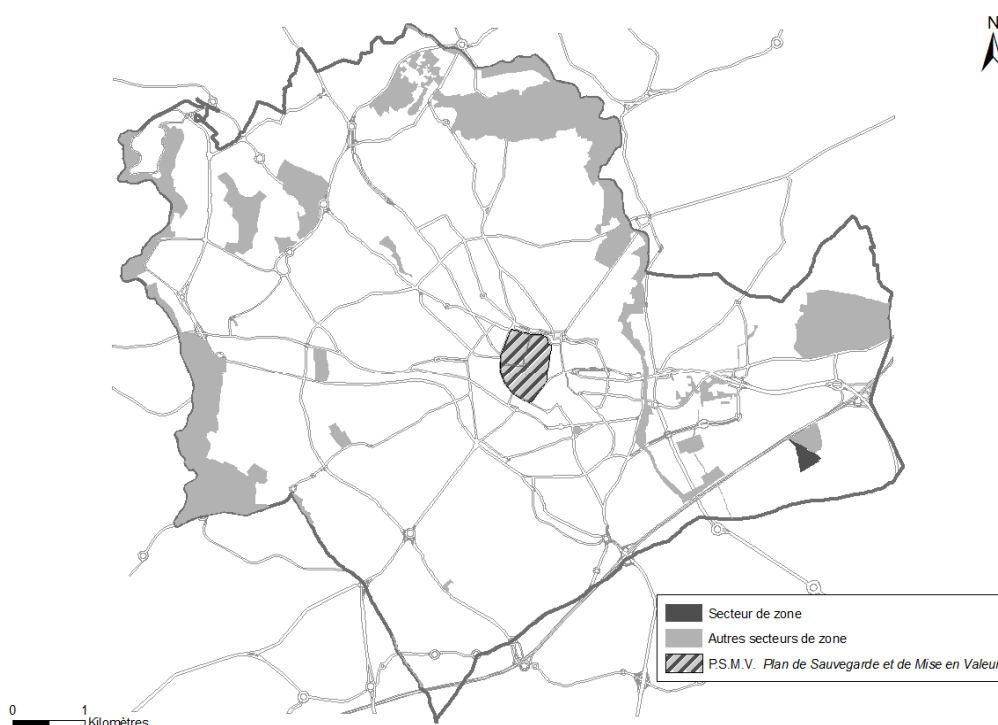 N
Secteur de zone
Autres secteurs de zone
P.S.M.V. Plan de Sauvegarde et de Mise en Valeur
0 1
Kilomètres